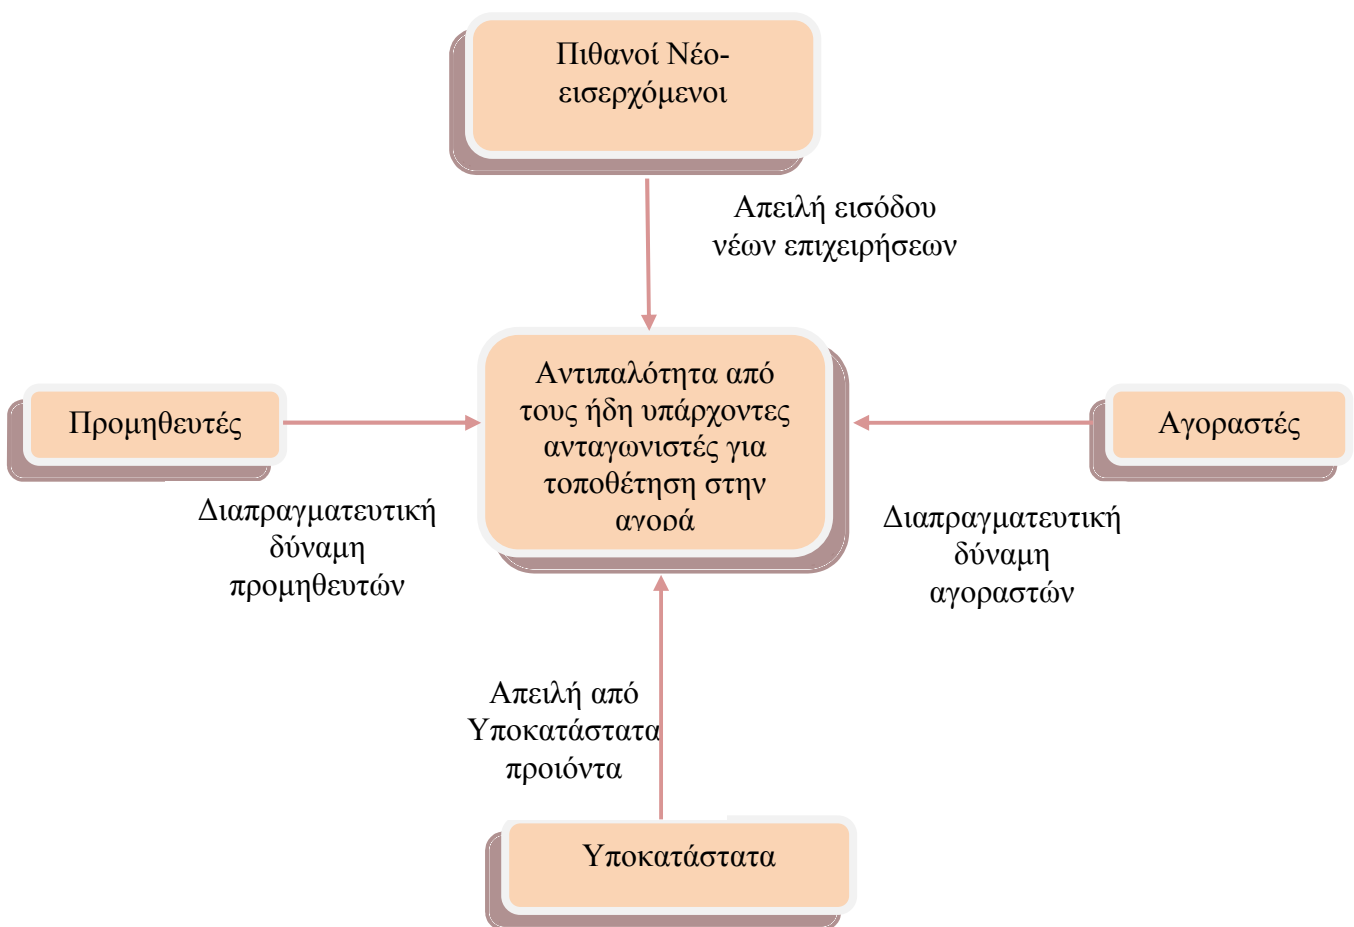 Πιθανοί Νέο-
εισερχόμενοι
Απειλή εισόδου
νέων επιχειρήσεων
Αντιπαλότητα από
τους ήδη υπάρχοντες
ανταγωνιστές για
τοποθέτηση στην
αγορά
Προμηθευτές
Αγοραστές
Διαπραγματευτική
δύναμη
προμηθευτών
Διαπραγματευτική
δύναμη
αγοραστών
Απειλή από
Υποκατάστατα
προιόντα
Υποκατάστατα